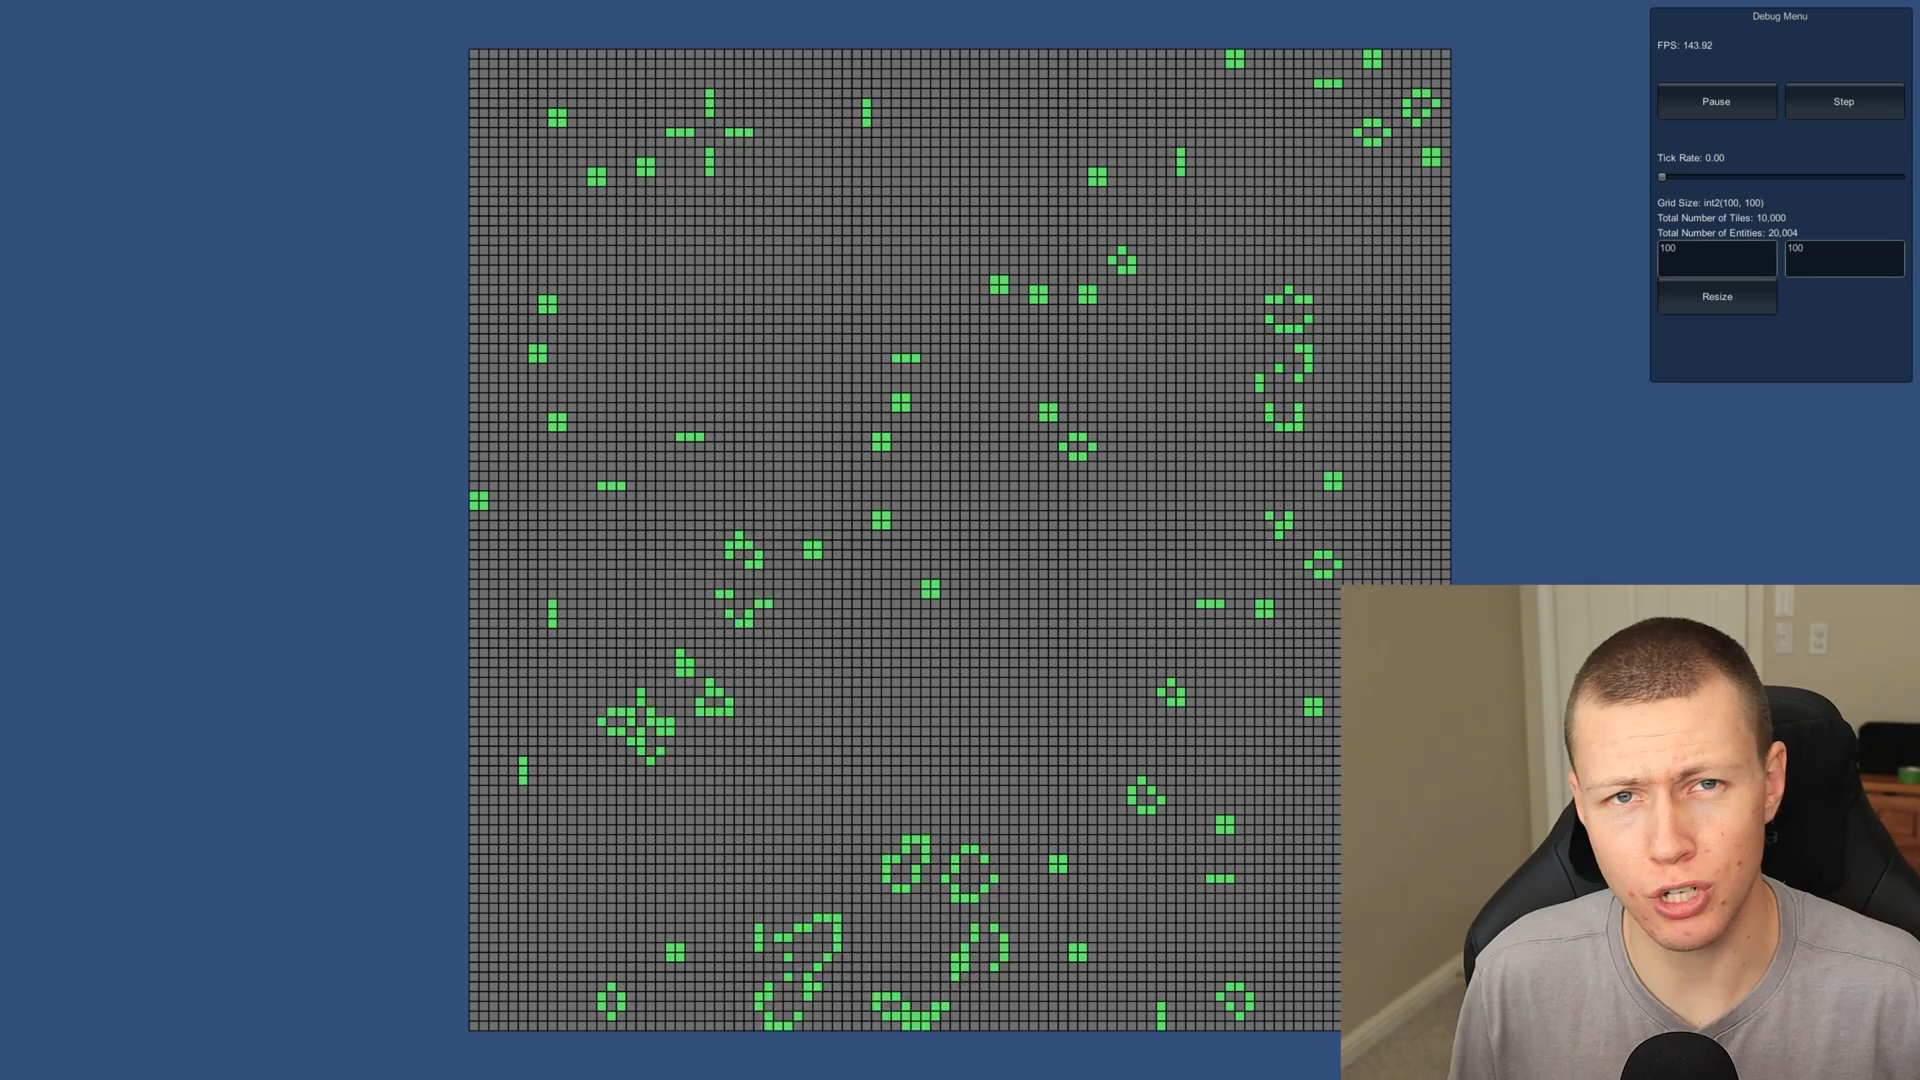 Debug Menu
FPS: 143.92
Pause
Step
Tick Rate: 0.00
Grid Size: int2(100, 100)
Total Number of Tiles: 10,000
Total Number of Entities: 20,004
100
100
Resize